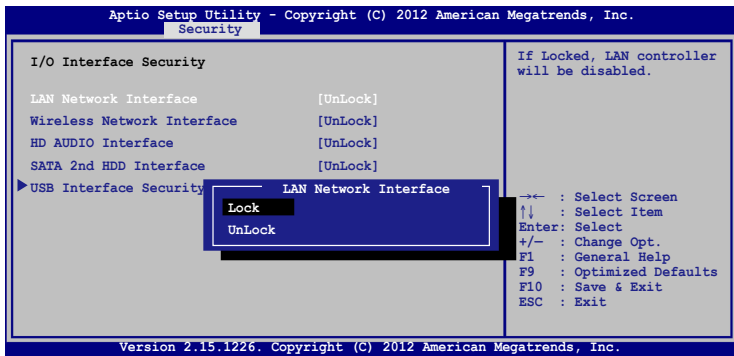 Aptio Setup Utility - Copyright (C) 2012 American Megatrends, Inc.
Security
I/O Interface Security
LAN Network Interface [UnLock]
Wireless Network Interface [UnLock]
HD AUDIO Interface [UnLock]
SATA 2nd HDD Interface [UnLock]
USB Interface Security
LAN Network Interface
Lock
UnLock
If Locked, LAN controller
will be disabled.
→← : Select Screen
↑↓ : Select Item
Enter: Select
+/— : Change Opt.
F1 : General Help
F9 : Optimized Defaults
F10 : Save & Exit
ESC : Exit
Version 2.15.1226. Copyright (C) 2012 American Megatrends, Inc.